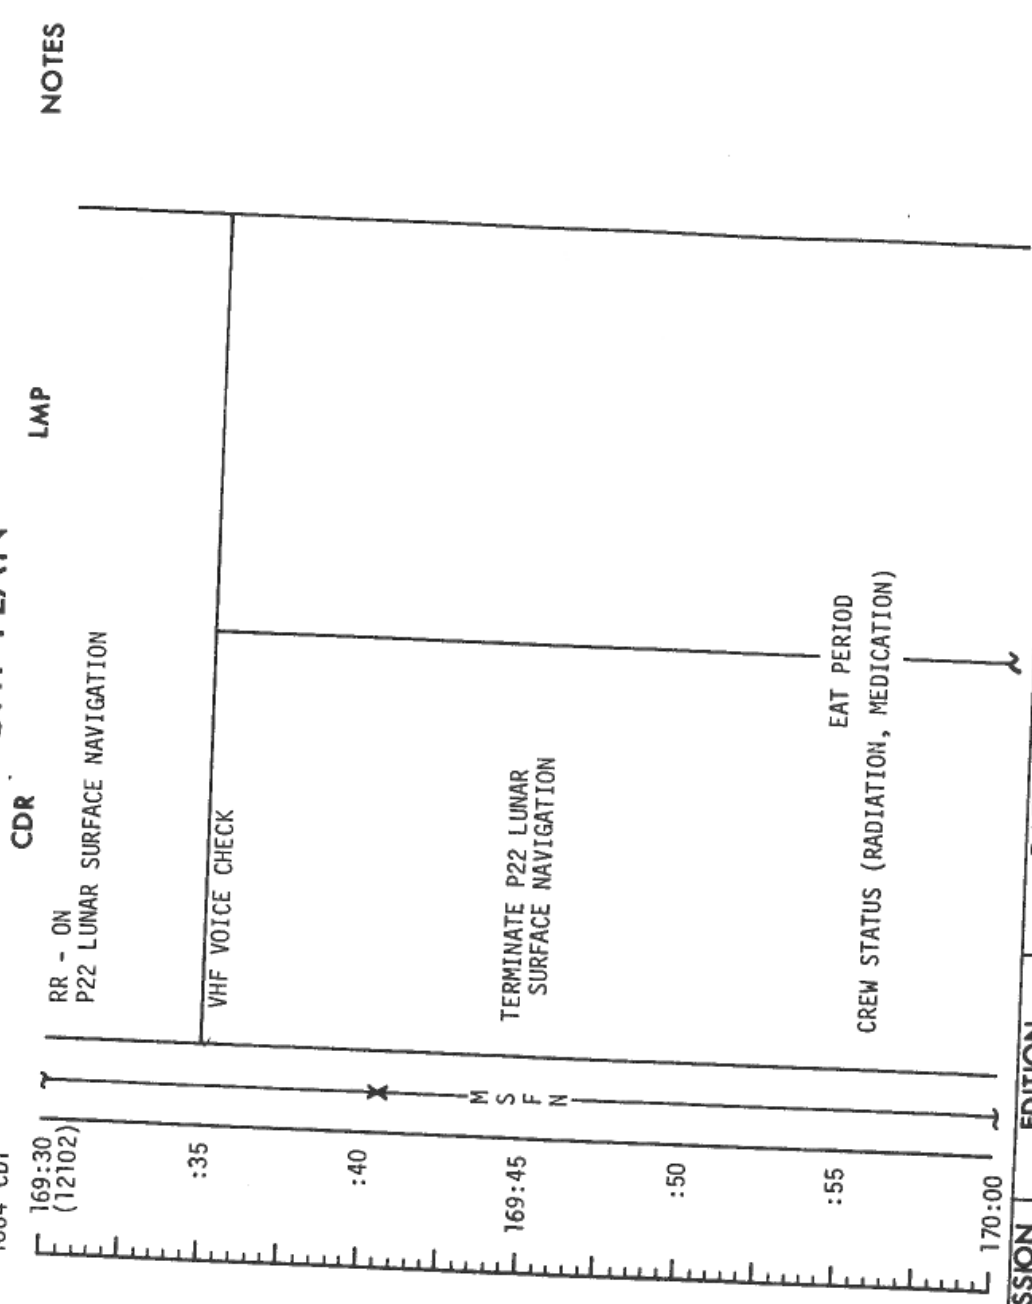 CDR
LMP
NOTES
169:30
(12102)
RR - ON
P22 LUNAR SURFACE NAVIGATION
:35
VHF VOICE CHECK
:40
MSFN
169:45
TERMINATE P22 LUNAR
SURFACE NAVIGATION
:50
:55
EAT PERIOD
CREW STATUS (RADIATION, MEDICATION)
170:00
EDITION